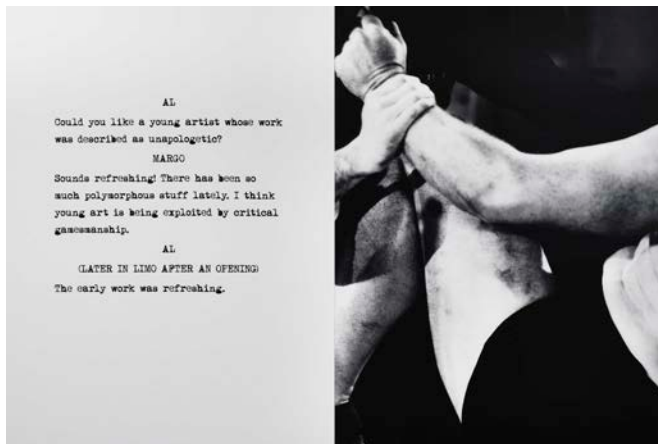 AL
Could you like a young artist whose work
was described as unapologetic?
MARGO
Sounds refreshing! There has been so
much polymorphous stuff lately. I think
young art is being exploited by critical
gamesmanship.
AL
(LATER IN LIMO AFTER AN OPENING)
The early work was refreshing.